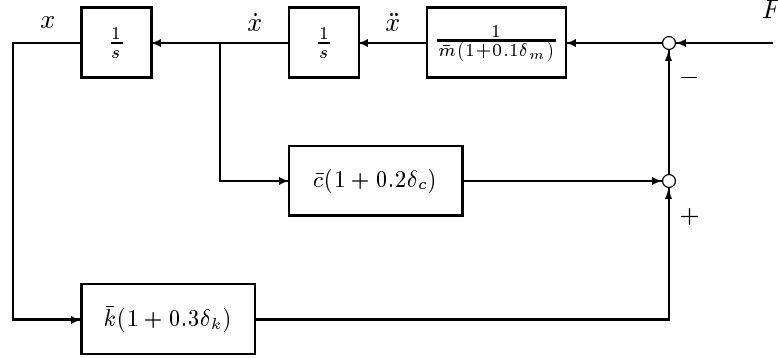 x
1/s
ẋ
1/s
ẍ
1/(m̄(1+0.1δ_m))
F
−
c̄(1 + 0.2δ_c)
+
k̄(1 + 0.3δ_k)